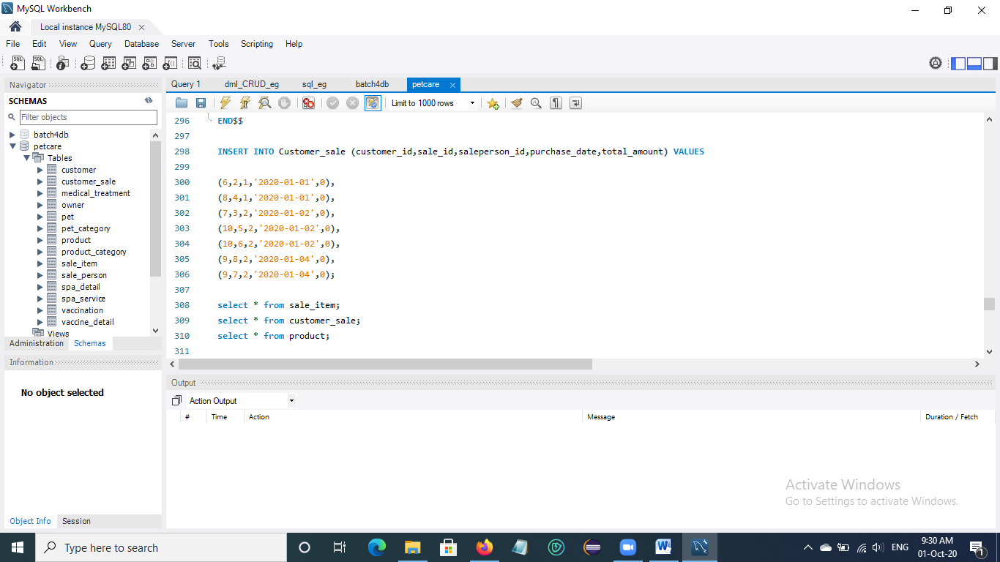 MySQL Workbench
Local instance MySQL80
File Edit View Query Database Server Tools Scripting Help
Navigator
SCHEMAS
Filter objects
batch4db
petcare
Tables
customer
customer_sale
medical_treatment
owner
pet
pet_category
product
product_category
sale_item
sale_person
spa_detail
spa_service
vaccination
vaccine_detail
Views
Administration Schemas
Information
No object selected
Object Info Session
Query 1 dml_CRUD_eg sql_eg batch4db petcare
Limit to 1000 rows
296 END$$
297
298 INSERT INTO Customer_sale (customer_id,sale_id,saleperson_id,purchase_date,total_amount) VALUES
299
300 (6,2,1,'2020-01-01',0),
301 (8,4,1,'2020-01-01',0),
302 (7,3,2,'2020-01-02',0),
303 (10,5,2,'2020-01-02',0),
304 (10,6,2,'2020-01-02',0),
305 (9,8,2,'2020-01-04',0),
306 (9,7,2,'2020-01-04',0);
307
308 select * from sale_item;
309 select * from customer_sale;
310 select * from product;
311
Output
Action Output
# Time Action Message Duration / Fetch
Activate Windows
Go to Settings to activate Windows.
Type here to search
ENG
9:30 AM
01-Oct-20
1